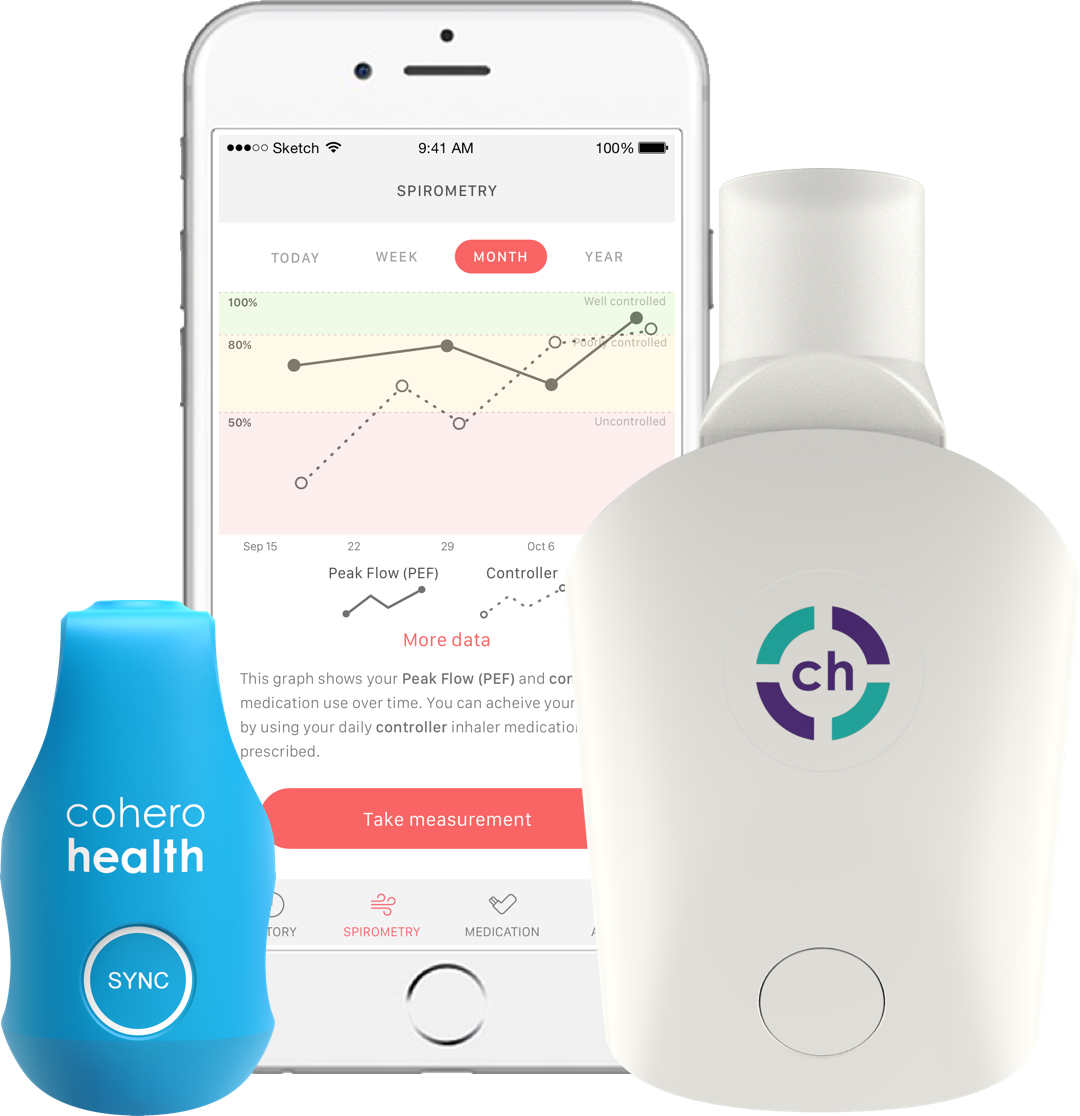 Sketch 9:41 AM 100%
SPIROMETRY
TODAY WEEK MONTH YEAR
100% Well controlled
80% Poorly controlled
50% Uncontrolled
Sep 15 22 29 Oct 6
Peak Flow (PEF) Controller
More data
This graph shows your Peak Flow (PEF) and con
medication use over time. You can acheive your
by using your daily controller inhaler medication
prescribed.
Take measurement
TORY SPIROMETRY MEDICATION A
cohero
health
SYNC
ch